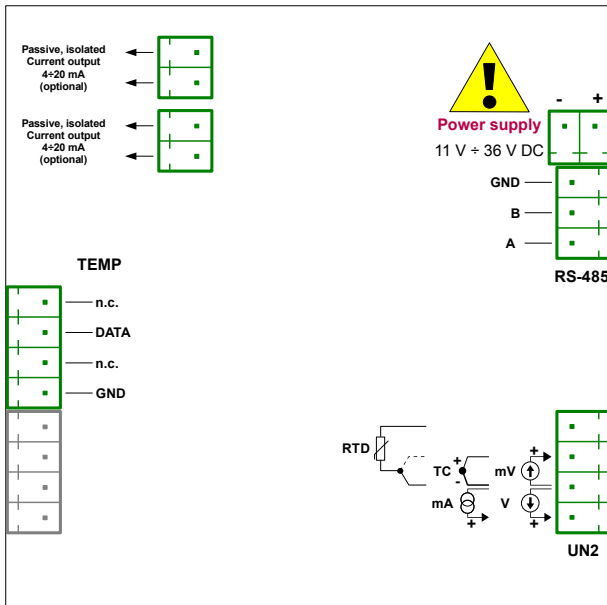 Passive, isolated
Current output
4÷20 mA
(optional)
Passive, isolated
Current output
4÷20 mA
(optional)
- +
Power supply
11 V ÷ 36 V DC
GND
B
A
RS-485
TEMP
n.c.
DATA
n.c.
GND
RTD
+
TC
-
mA
+
+
mV
V
+
UN2